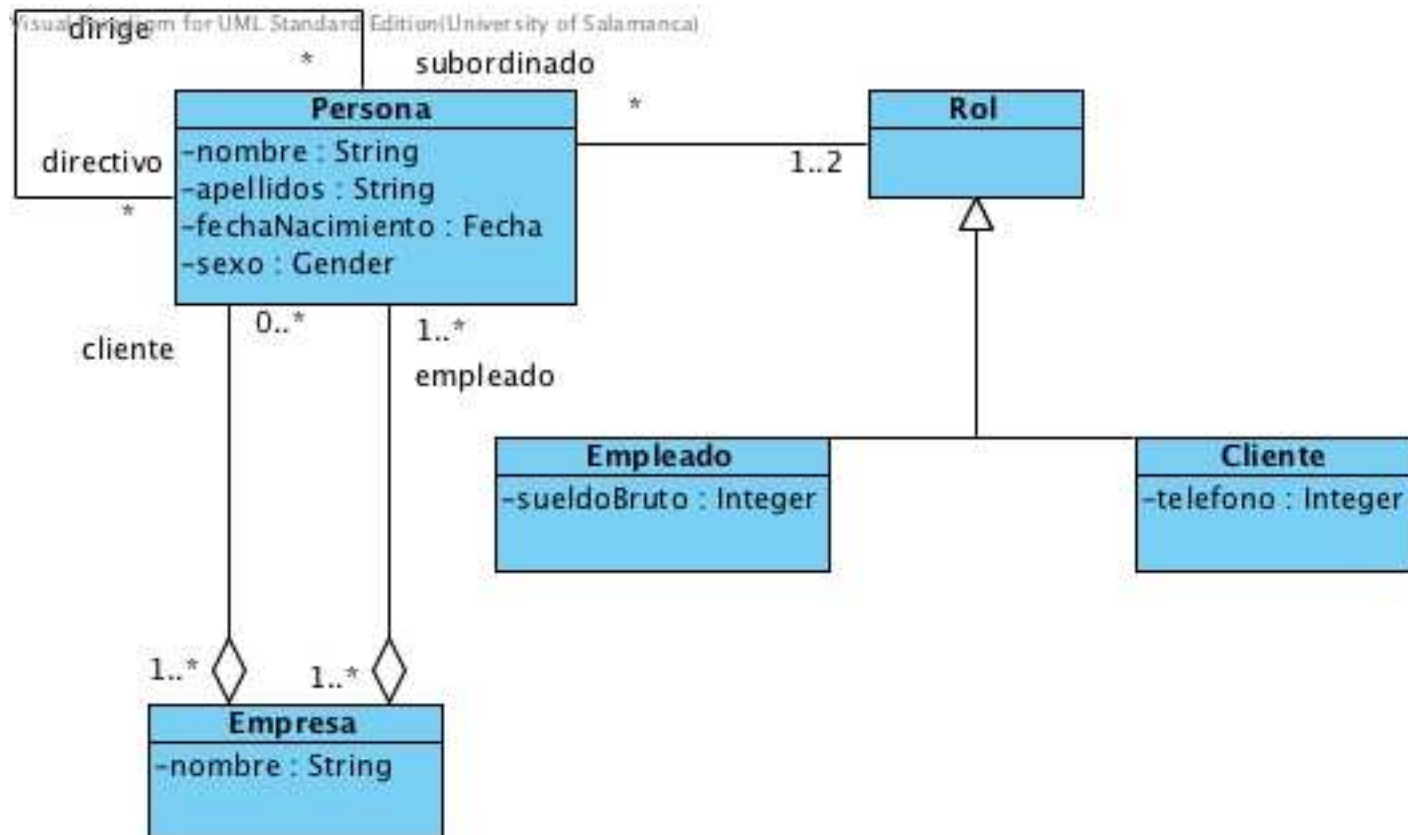 Visual Paradigm for UML Standard Edition(University of Salamanca)
dirige
*
subordinado
directivo
*
Persona
-nombre : String
-apellidos : String
-fechaNacimiento : Fecha
-sexo : Gender
*
1..2
Rol
cliente
0..*
1..*
empleado
Empleado
-sueldoBruto : Integer
Cliente
-telefono : Integer
1..*
1..*
Empresa
-nombre : String